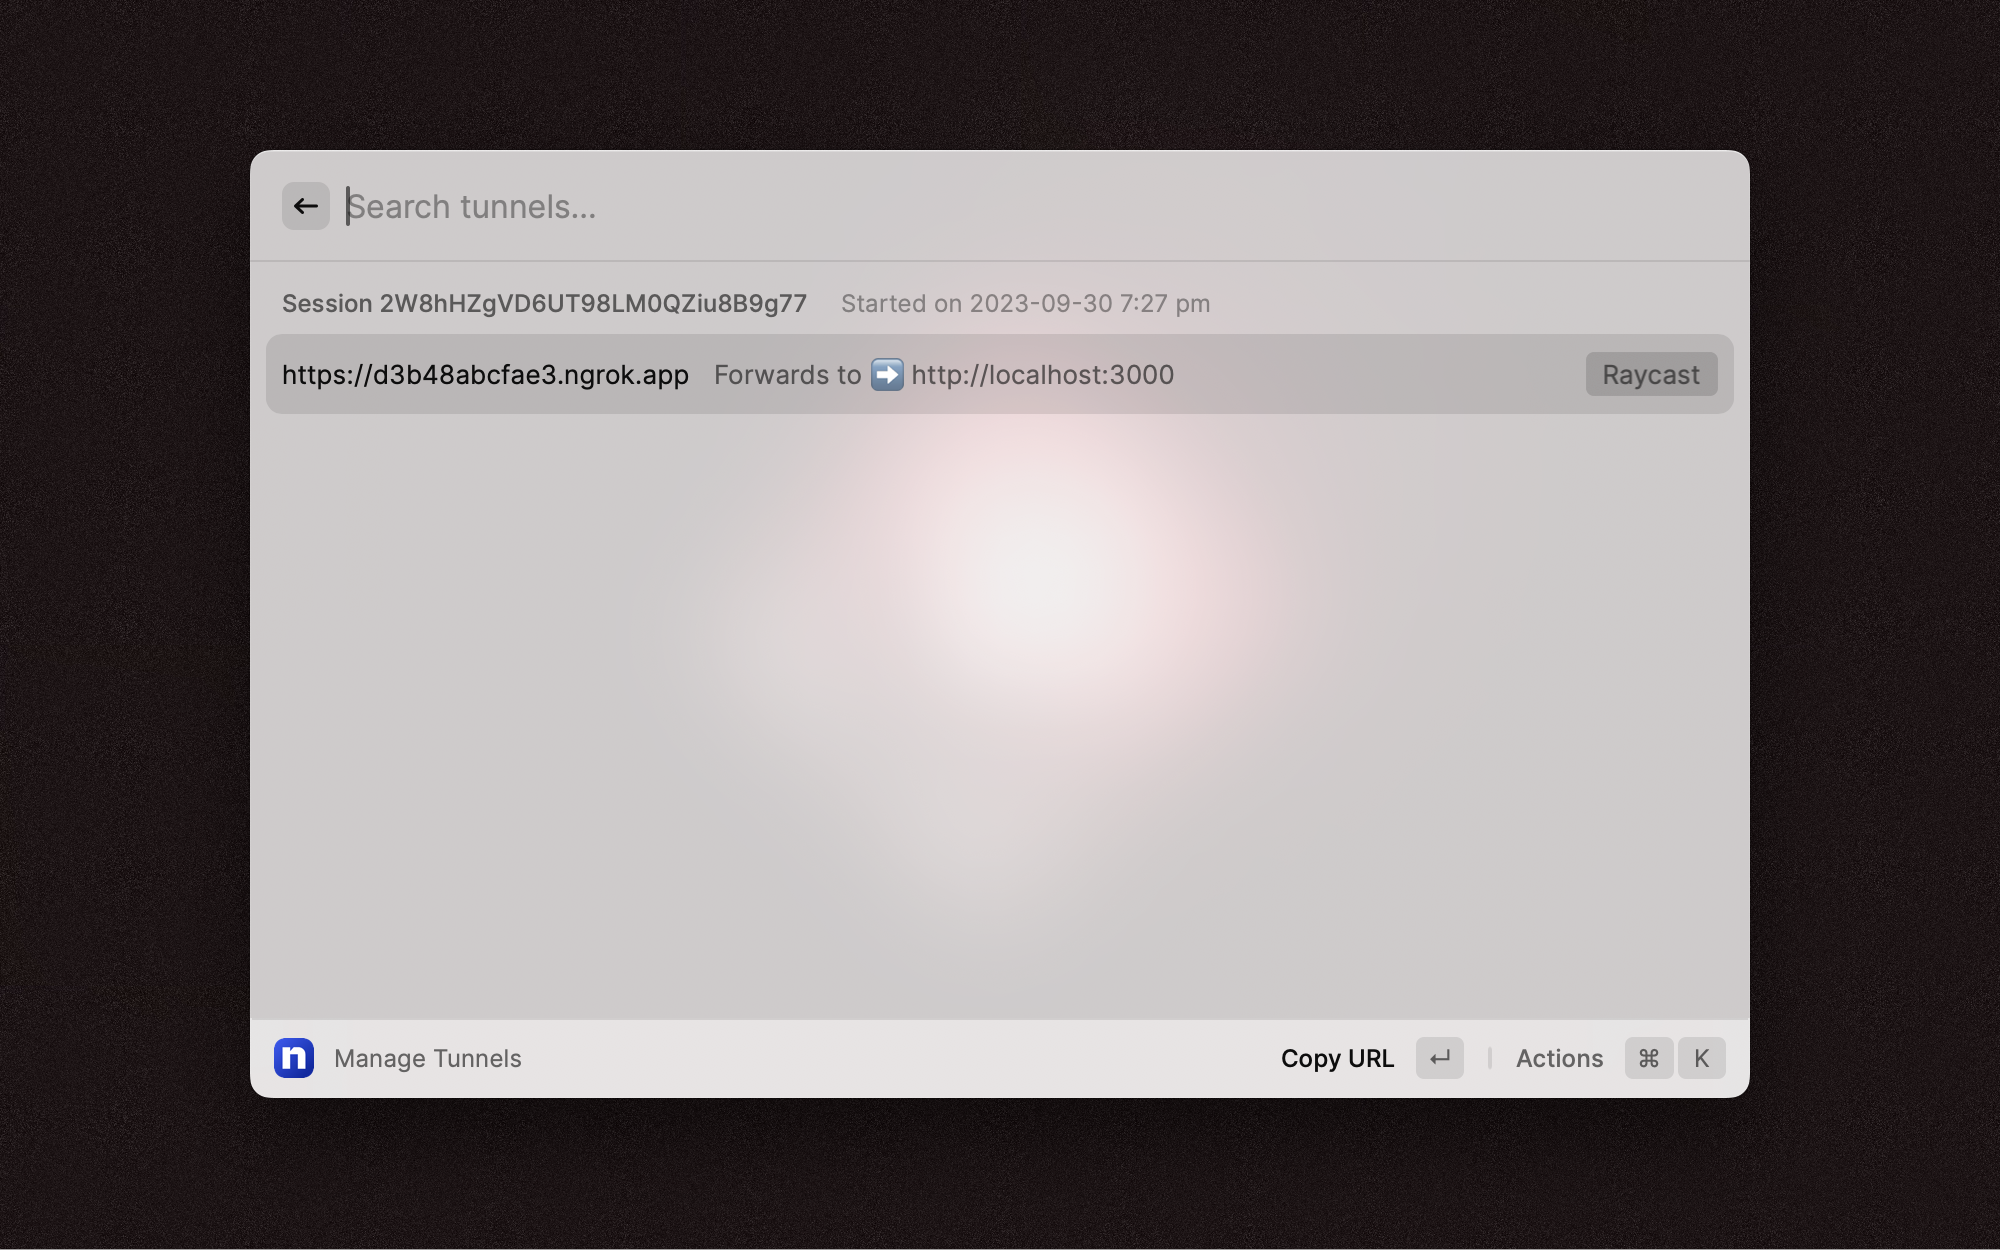 Search tunnels...
Session 2W8hHZgVD6UT98LM0QZiu8B9g77 Started on 2023-09-30 7:27 pm
https://d3b48abcfae3.ngrok.app Forwards to ➡️ http://localhost:3000 Raycast
n Manage Tunnels Copy URL ↵ Actions ⌘ K